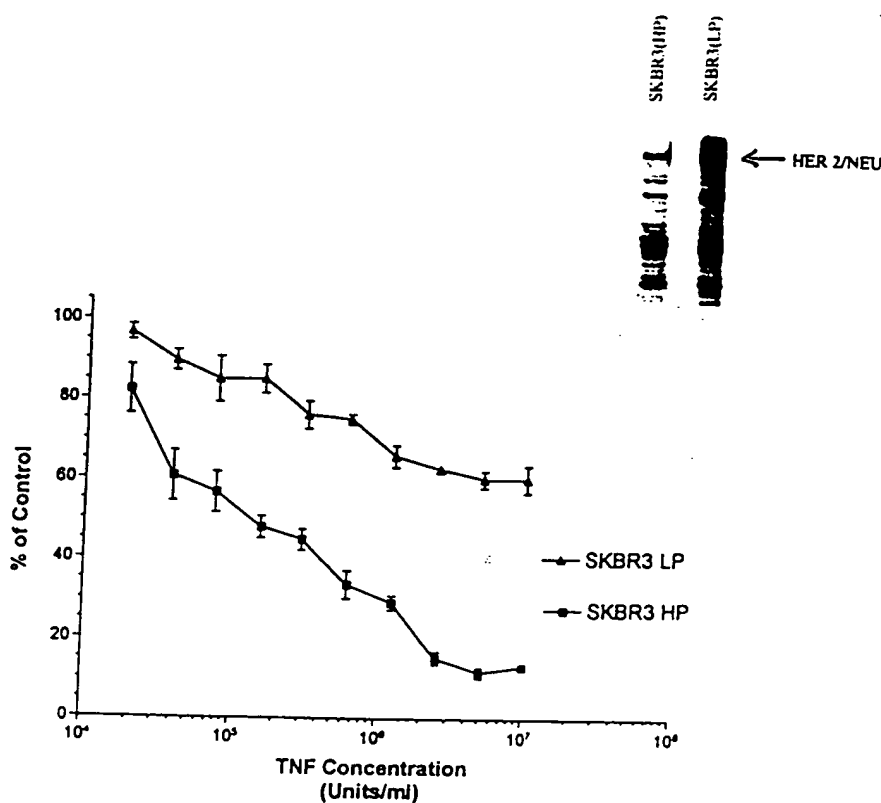 SKBR3(HP)
SKBR3(LP)
HER 2/NEU
100
80
60
40
20
0
% of Control
SKBR3 LP
SKBR3 HP
10⁴
10⁵
10⁶
10⁷
10⁸
TNF Concentration
(Units/ml)